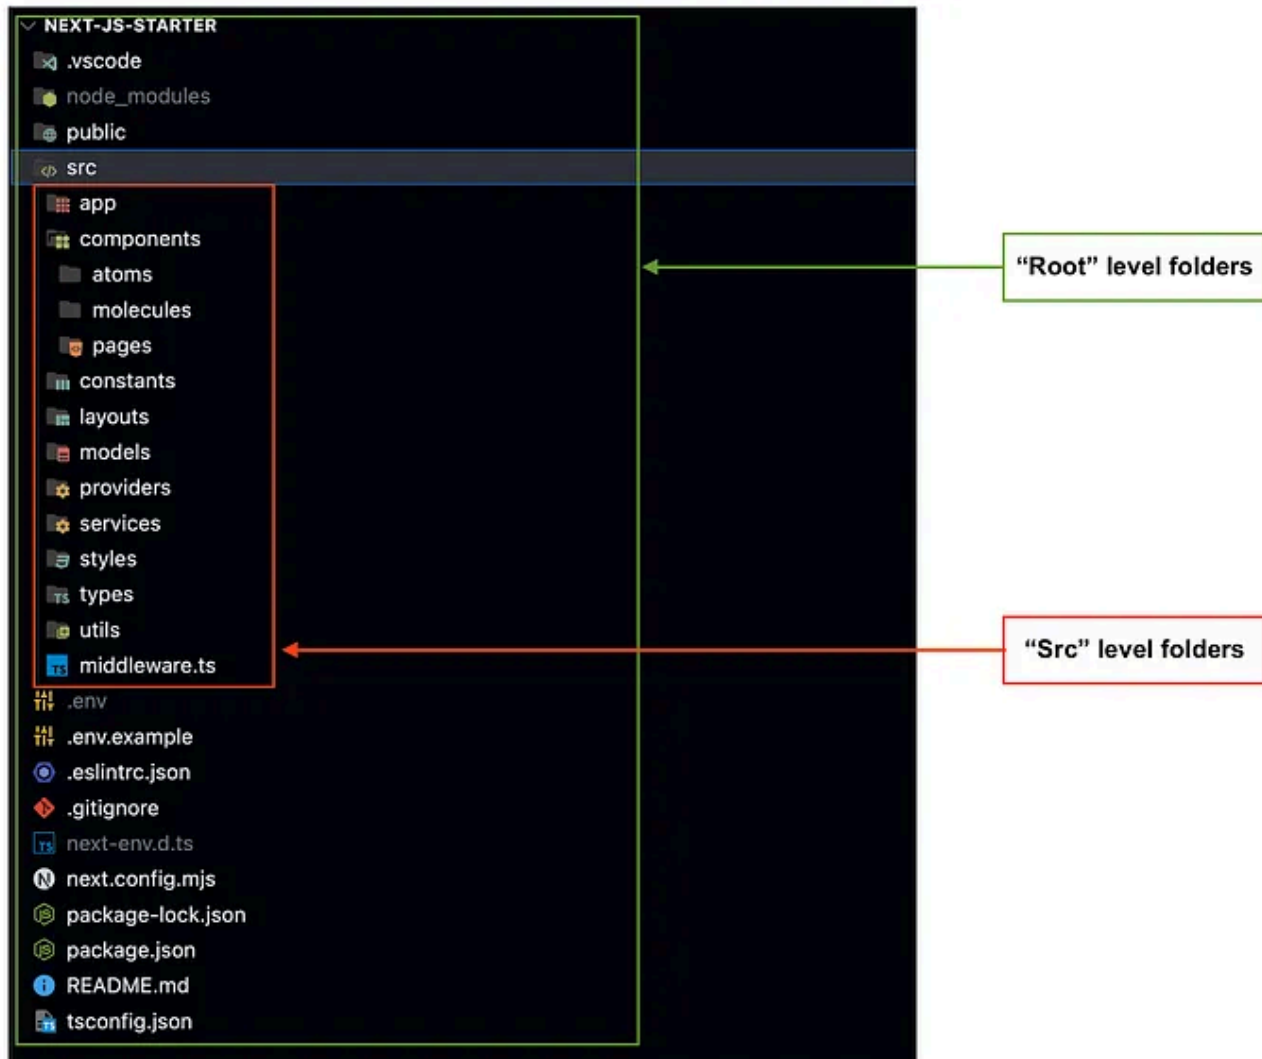 NEXT-JS-STARTER
.vscode
node_modules
public
src
app
components
atoms
molecules
pages
constants
layouts
models
providers
services
styles
types
utils
middleware.ts
.env
.env.example
.eslintrc.json
.gitignore
next-env.d.ts
next.config.mjs
package-lock.json
package.json
README.md
tsconfig.json
“Root” level folders
“Src” level folders